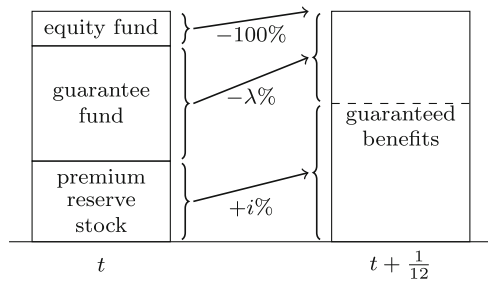 equity fund
−100%
guarantee
fund
−λ%
guaranteed
benefits
premium
reserve
stock
+i%
t
t + 1/12